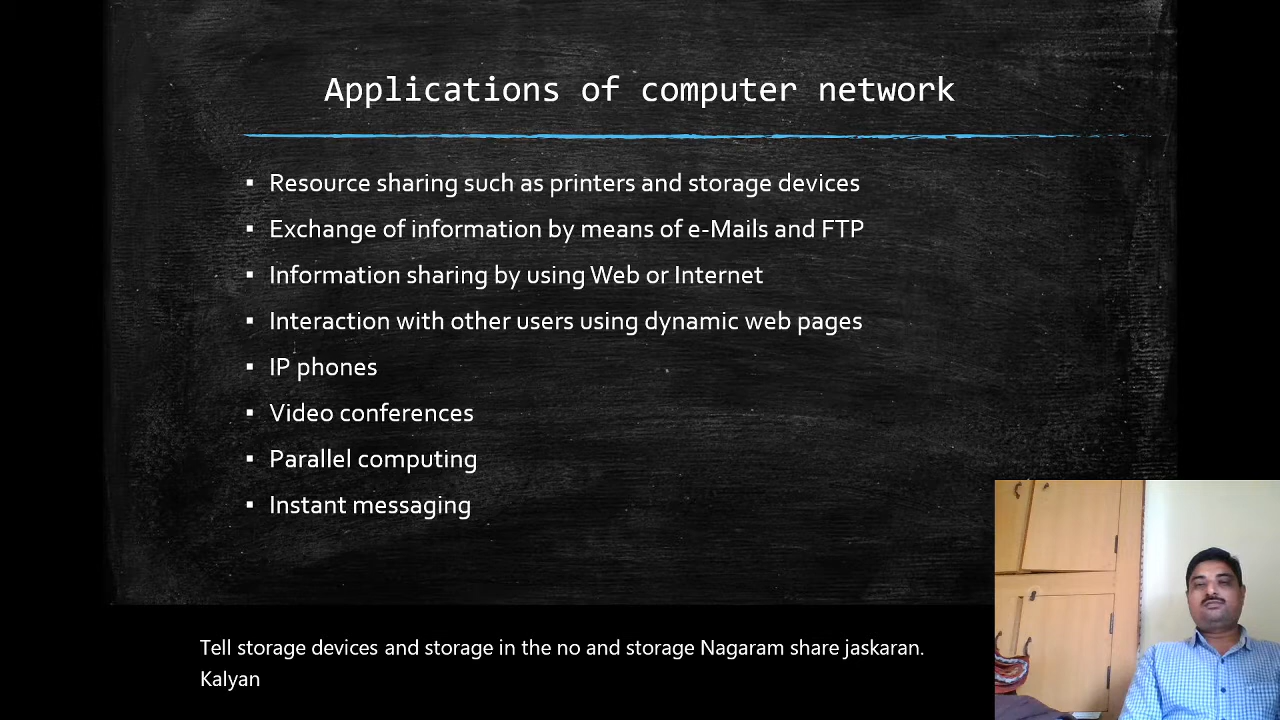 Applications of computer network
▪ Resource sharing such as printers and storage devices
▪ Exchange of information by means of e-Mails and FTP
▪ Information sharing by using Web or Internet
▪ Interaction with other users using dynamic web pages
▪ IP phones
▪ Video conferences
▪ Parallel computing
▪ Instant messaging
Tell storage devices and storage in the no and storage Nagaram share jaskaran.
Kalyan